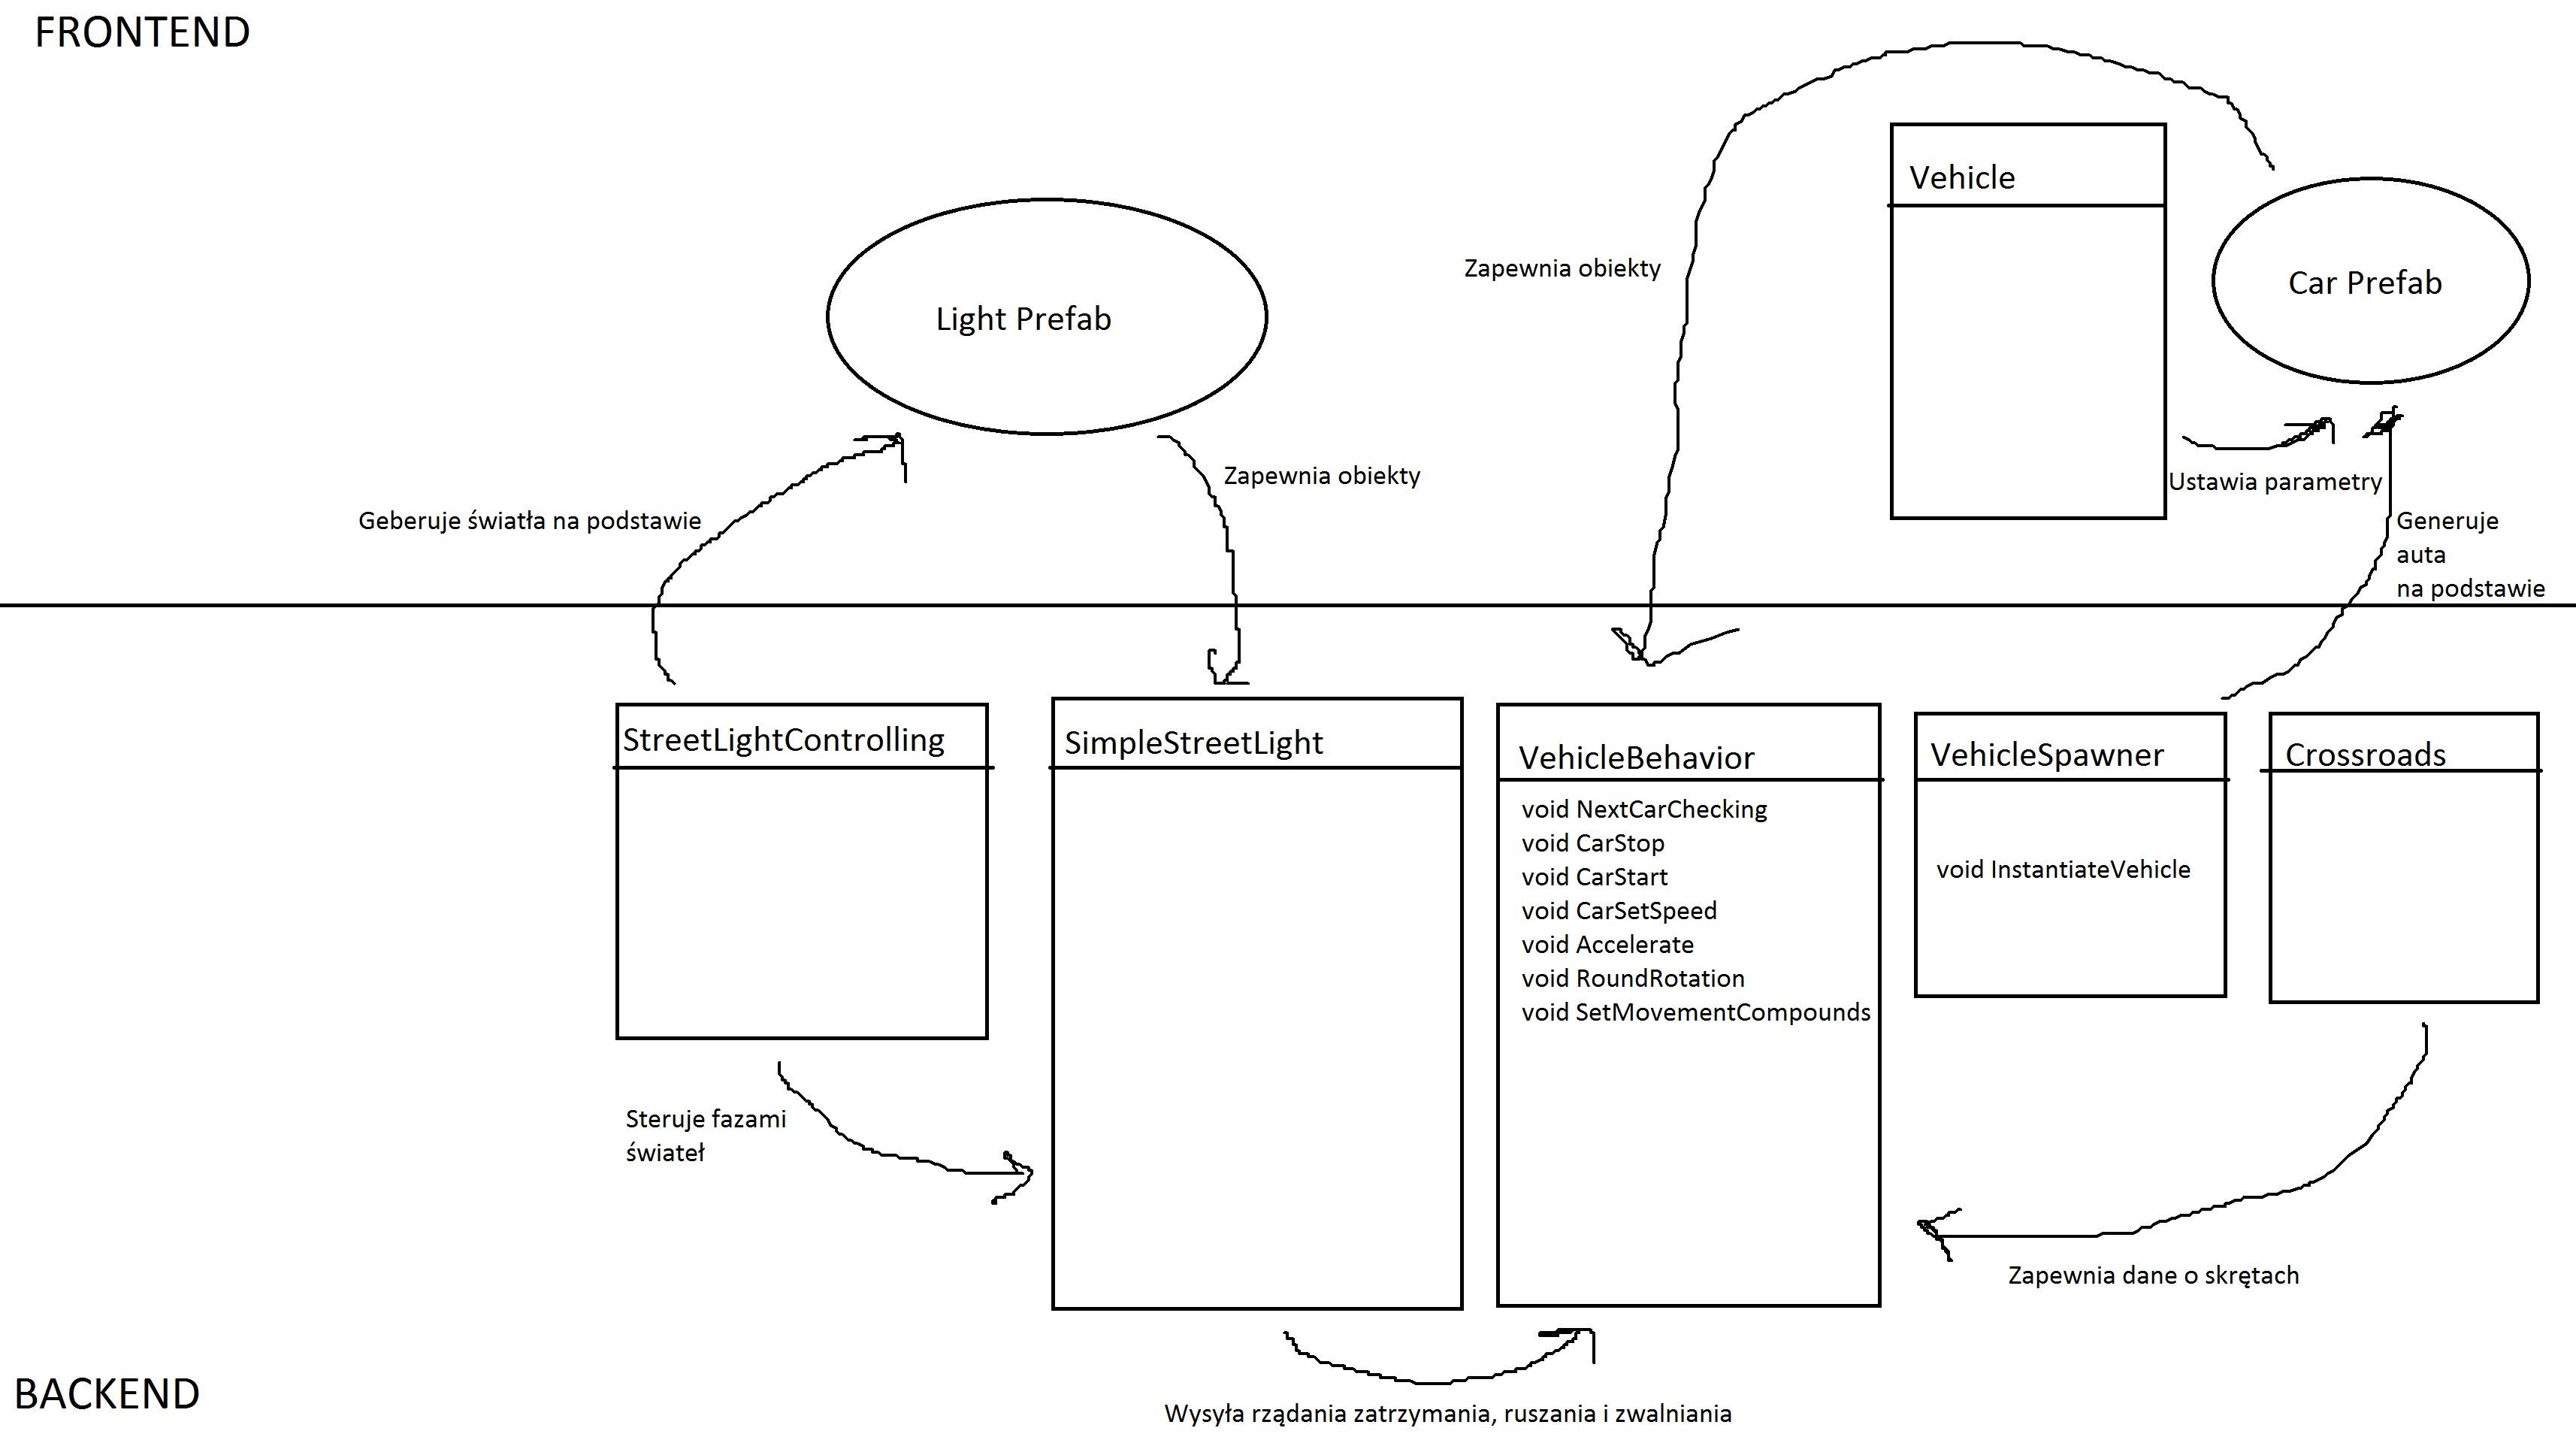 FRONTEND
Vehicle
Car Prefab
Light Prefab
Zapewnia obiekty
Zapewnia obiekty
Ustawia parametry
Geberuje światła na podstawie
Generuje
auta
na podstawie
StreetLightControlling
SimpleStreetLight
VehicleBehavior
void NextCarChecking
void CarStop
void CarStart
void CarSetSpeed
void Accelerate
void RoundRotation
void SetMovementCompounds
VehicleSpawner
void InstantiateVehicle
Crossroads
Steruje fazami
świateł
Zapewnia dane o skrętach
Wysyła rządania zatrzymania, ruszania i zwalniania
BACKEND